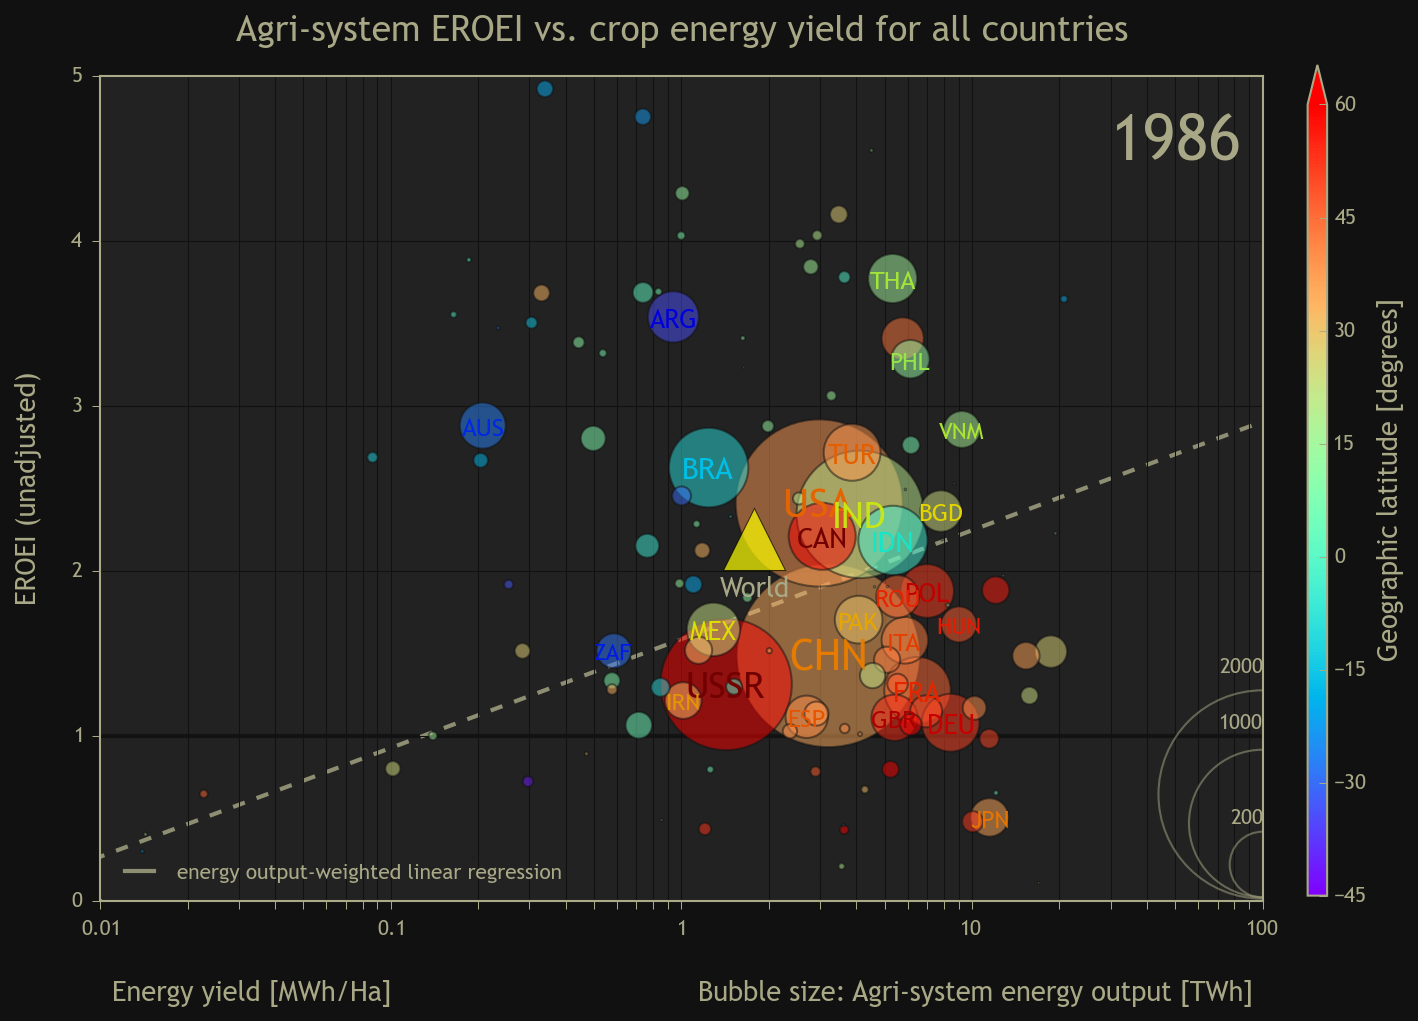 Agri-system EROEI vs. crop energy yield for all countries
1986
5
4
3
2
1
0
EROEI (unadjusted)
THA
ARG
PHL
AUS
VNM
TUR
BRA
USA
IND
BGD
CAN
IDN
World
POL
ROU
PAK
HUN
MEX
ITA
ZAF
CHN
USSR
FRA
IRN
ESP
GBR
DEU
JPN
2000
1000
200
energy output-weighted linear regression
0.01
0.1
1
10
100
Energy yield [MWh/Ha]
Bubble size: Agri-system energy output [TWh]
60
45
30
15
0
−15
−30
−45
Geographic latitude [degrees]